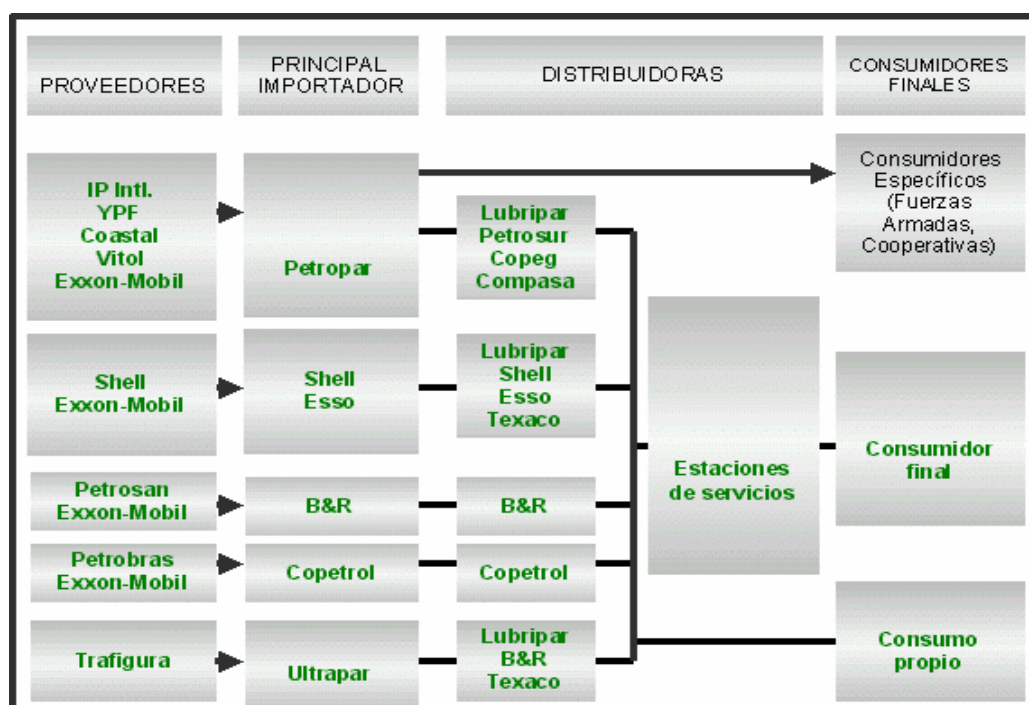 PROVEEDORES
PRINCIPAL
IMPORTADOR
DISTRIBUIDORAS
CONSUMIDORES
FINALES
IP Intl.
YPF
Coastal
Vitol
Exxon-Mobil
Petropar
Lubripar
Petrosur
Copeg
Compasa
Consumidores
Específicos
(Fuerzas
Armadas,
Cooperativas)
Shell
Exxon-Mobil
Shell
Esso
Lubripar
Shell
Esso
Texaco
Estaciones
de servicios
Consumidor
final
Petrosan
Exxon-Mobil
B&R
B&R
Petrobras
Exxon-Mobil
Copetrol
Copetrol
Trafigura
Ultrapar
Lubripar
B&R
Texaco
Consumo
propio